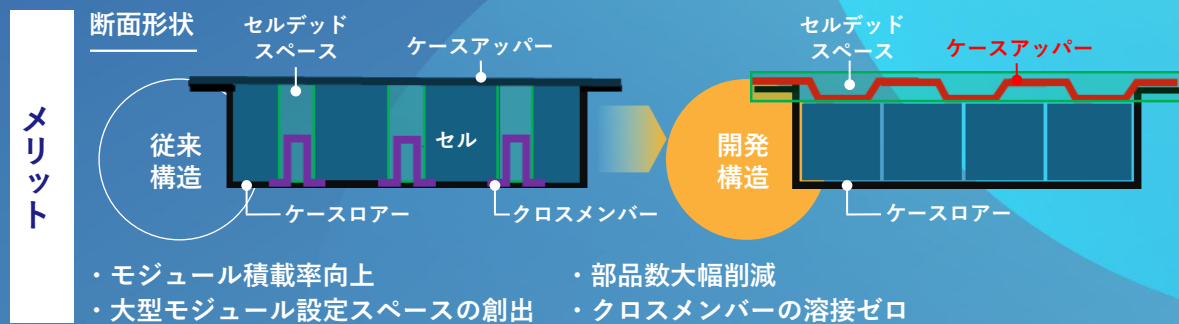 メリット
断面形状
セルデッド
スペース
ケースアッパー
従来
構造
セル
ケースロアー
クロスメンバー
セルデッド
スペース
ケースアッパー
開発
構造
ケースロアー
・モジュール積載率向上
・大型モジュール設定スペースの創出
・部品数大幅削減
・クロスメンバーの溶接ゼロ